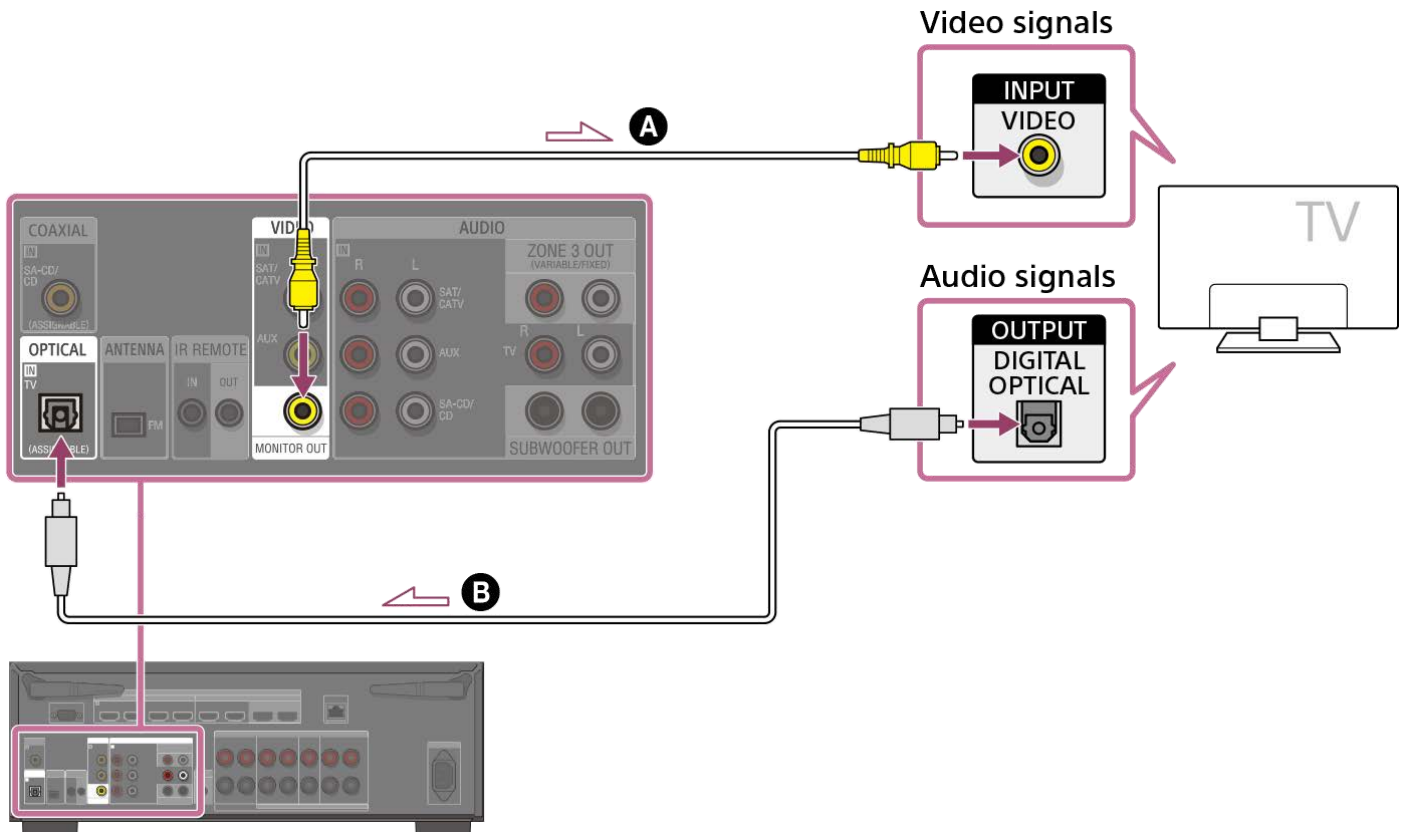 Video signals
INPUT
VIDEO
A
TV
COAXIAL
IN
SA-CD/
CD
(ASSIGNABLE)
VIDEO
IN
SAT/
CATV
AUX
MONITOR OUT
AUDIO
IN
R
L
SAT/
CATV
AUX
SA-CD/
CD
ZONE 3 OUT
(VARIABLE/FIXED)
R
L
TV
SUBWOOFER OUT
OPTICAL
IN
TV
(ASSIGNABLE)
ANTENNA
FM
IR REMOTE
IN
OUT
Audio signals
OUTPUT
DIGITAL
OPTICAL
B